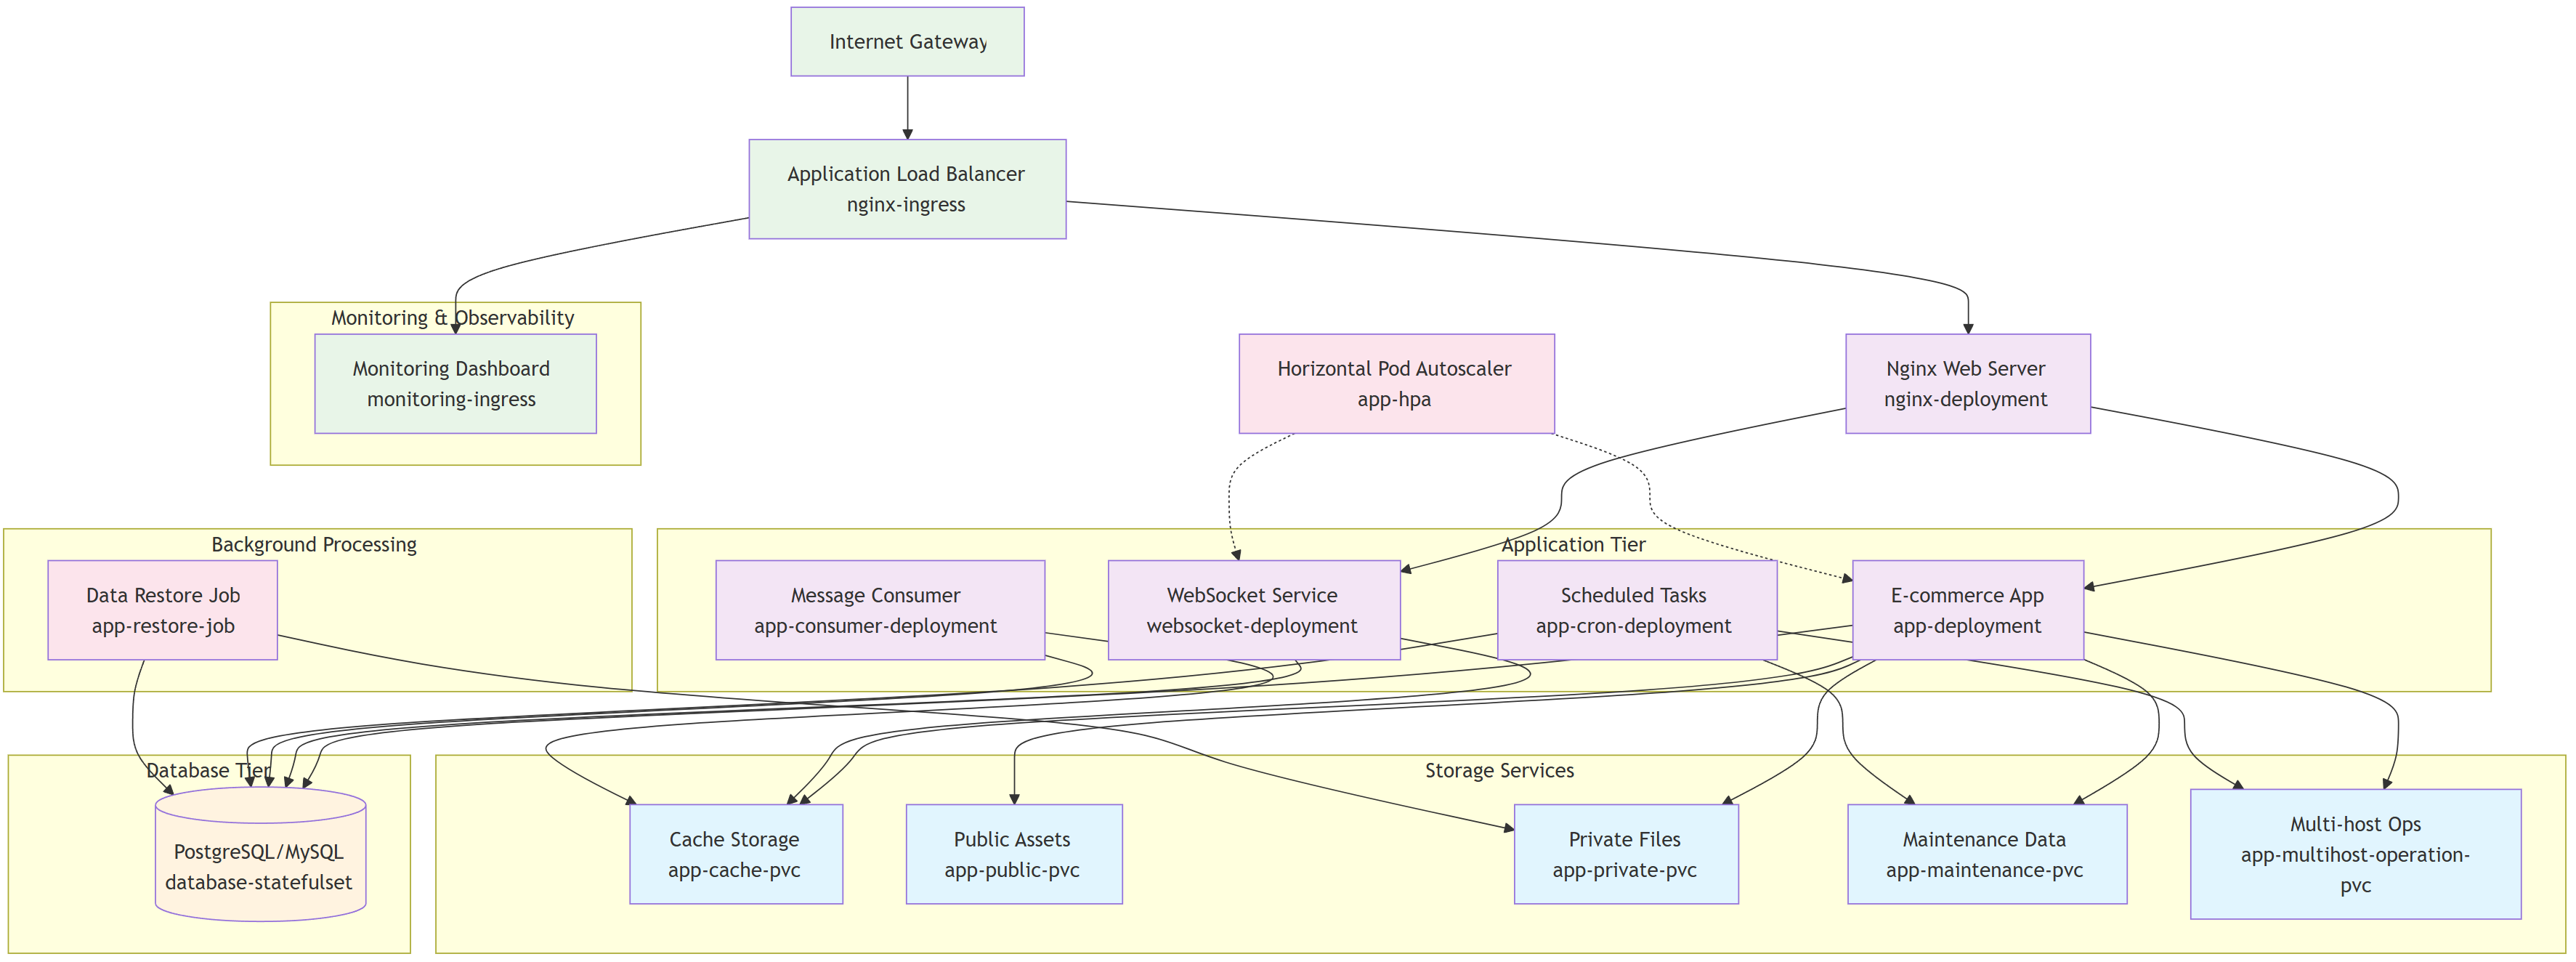 Internet Gateway
Application Load Balancer
nginx-ingress
Monitoring & Observability
Monitoring Dashboard
monitoring-ingress
Horizontal Pod Autoscaler
app-hpa
Nginx Web Server
nginx-deployment
Background Processing
Data Restore Job
app-restore-job
Application Tier
Message Consumer
app-consumer-deployment
WebSocket Service
websocket-deployment
Scheduled Tasks
app-cron-deployment
E-commerce App
app-deployment
Database Tier
PostgreSQL/MySQL
database-statefulset
Storage Services
Cache Storage
app-cache-pvc
Public Assets
app-public-pvc
Private Files
app-private-pvc
Maintenance Data
app-maintenance-pvc
Multi-host Ops
app-multihost-operation-
pvc